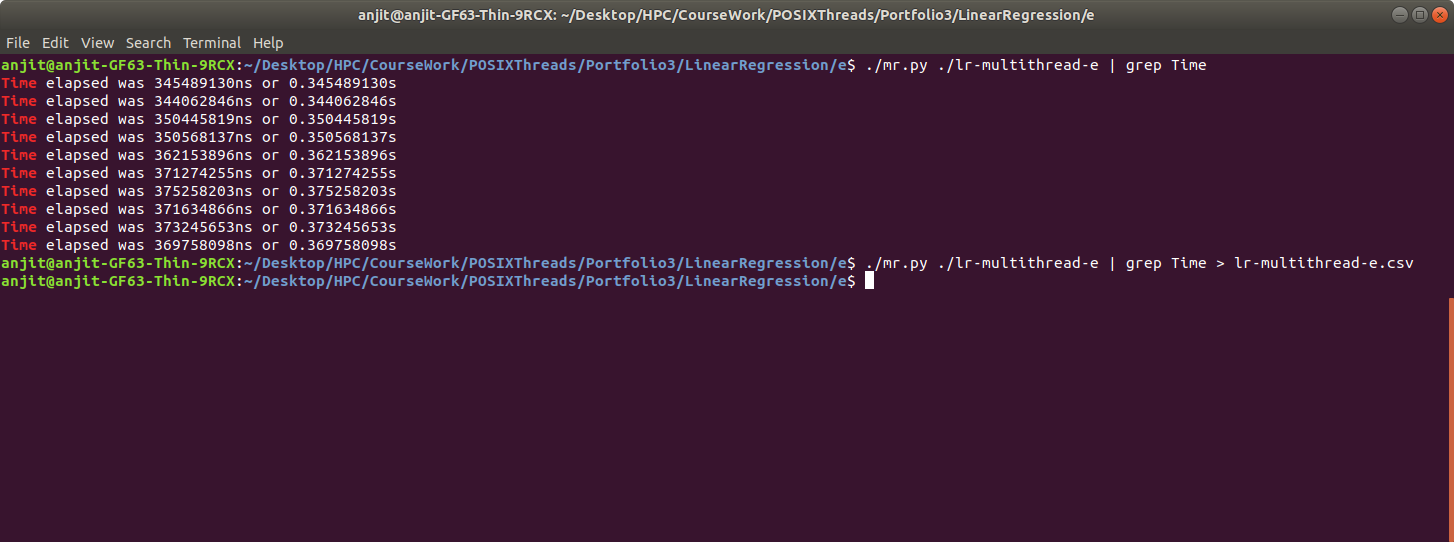 anjit@anjit-GF63-Thin-9RCX: ~/Desktop/HPC/CourseWork/POSIXThreads/Portfolio3/LinearRegression/e
File Edit View Search Terminal Help
anjit@anjit-GF63-Thin-9RCX:~/Desktop/HPC/CourseWork/POSIXThreads/Portfolio3/LinearRegression/e$ ./mr.py ./lr-multithread-e | grep Time
Time elapsed was 345489130ns or 0.345489130s
Time elapsed was 344062846ns or 0.344062846s
Time elapsed was 350445819ns or 0.350445819s
Time elapsed was 350568137ns or 0.350568137s
Time elapsed was 362153896ns or 0.362153896s
Time elapsed was 371274255ns or 0.371274255s
Time elapsed was 375258203ns or 0.375258203s
Time elapsed was 371634866ns or 0.371634866s
Time elapsed was 373245653ns or 0.373245653s
Time elapsed was 369758098ns or 0.369758098s
anjit@anjit-GF63-Thin-9RCX:~/Desktop/HPC/CourseWork/POSIXThreads/Portfolio3/LinearRegression/e$ ./mr.py ./lr-multithread-e | grep Time > lr-multithread-e.csv
anjit@anjit-GF63-Thin-9RCX:~/Desktop/HPC/CourseWork/POSIXThreads/Portfolio3/LinearRegression/e$